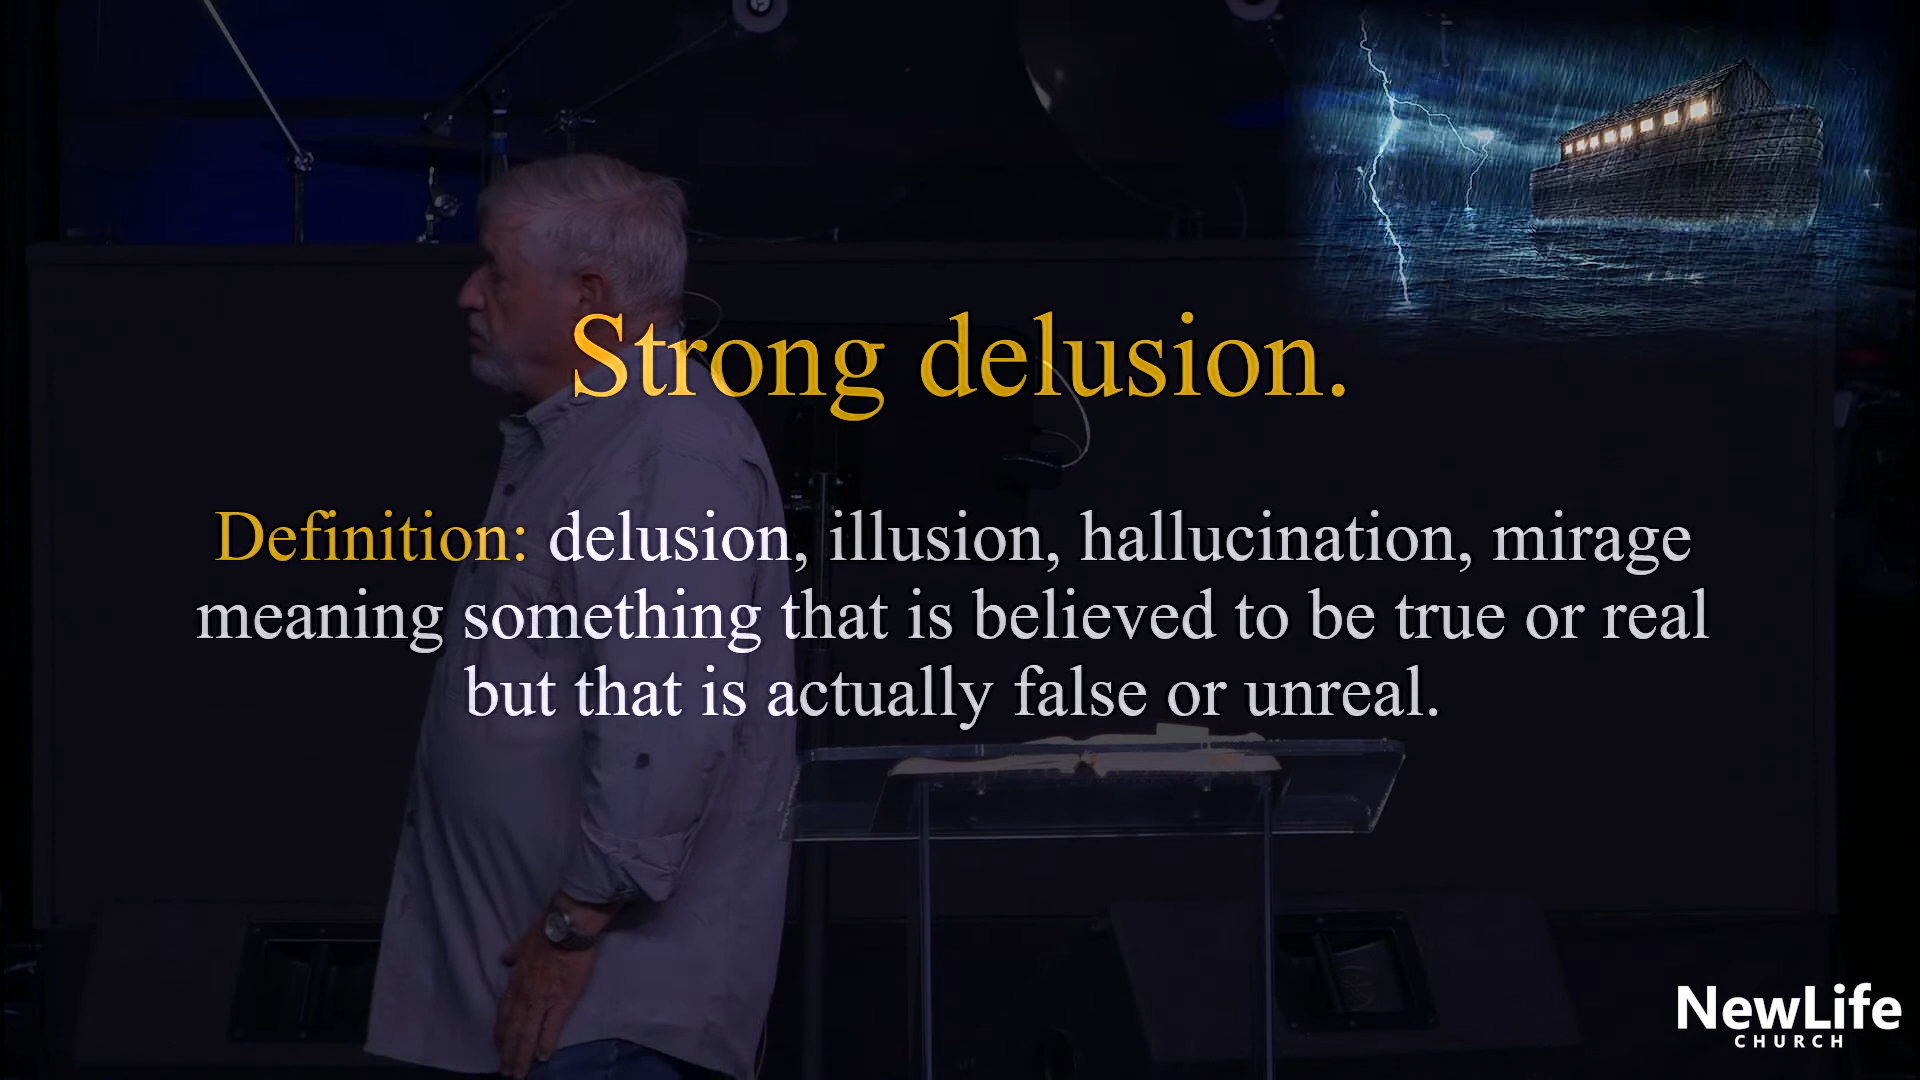 Strong delusion.
Definition: delusion, illusion, hallucination, mirage
meaning something that is believed to be true or real
but that is actually false or unreal.
NewLife
CHURCH